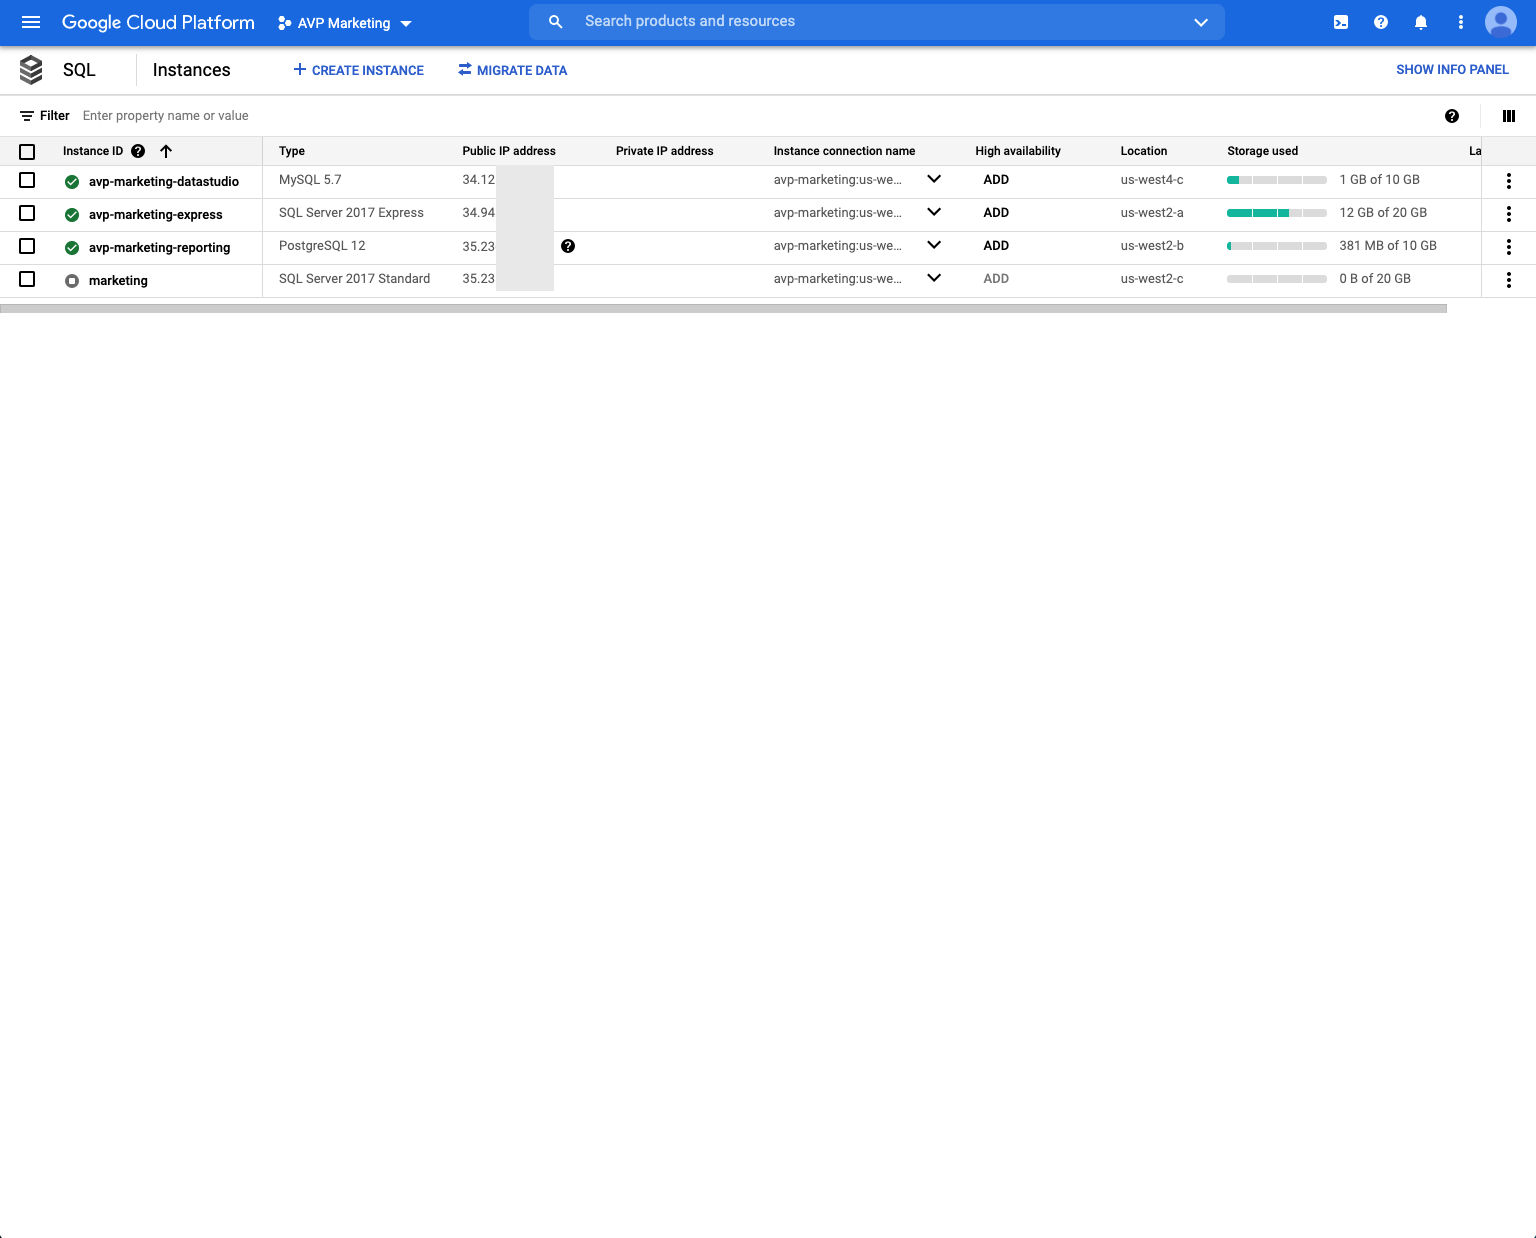 Google Cloud Platform AVP Marketing Search products and resources
SQL Instances CREATE INSTANCE MIGRATE DATA SHOW INFO PANEL
Filter Enter property name or value
Instance ID Type Public IP address Private IP address Instance connection name High availability Location Storage used La
avp-marketing-datastudio MySQL 5.7 34.12 avp-marketing:us-we... ADD us-west4-c 1 GB of 10 GB
avp-marketing-express SQL Server 2017 Express 34.94 avp-marketing:us-we... ADD us-west2-a 12 GB of 20 GB
avp-marketing-reporting PostgreSQL 12 35.23 avp-marketing:us-we... ADD us-west2-b 381 MB of 10 GB
marketing SQL Server 2017 Standard 35.23 avp-marketing:us-we... ADD us-west2-c 0 B of 20 GB